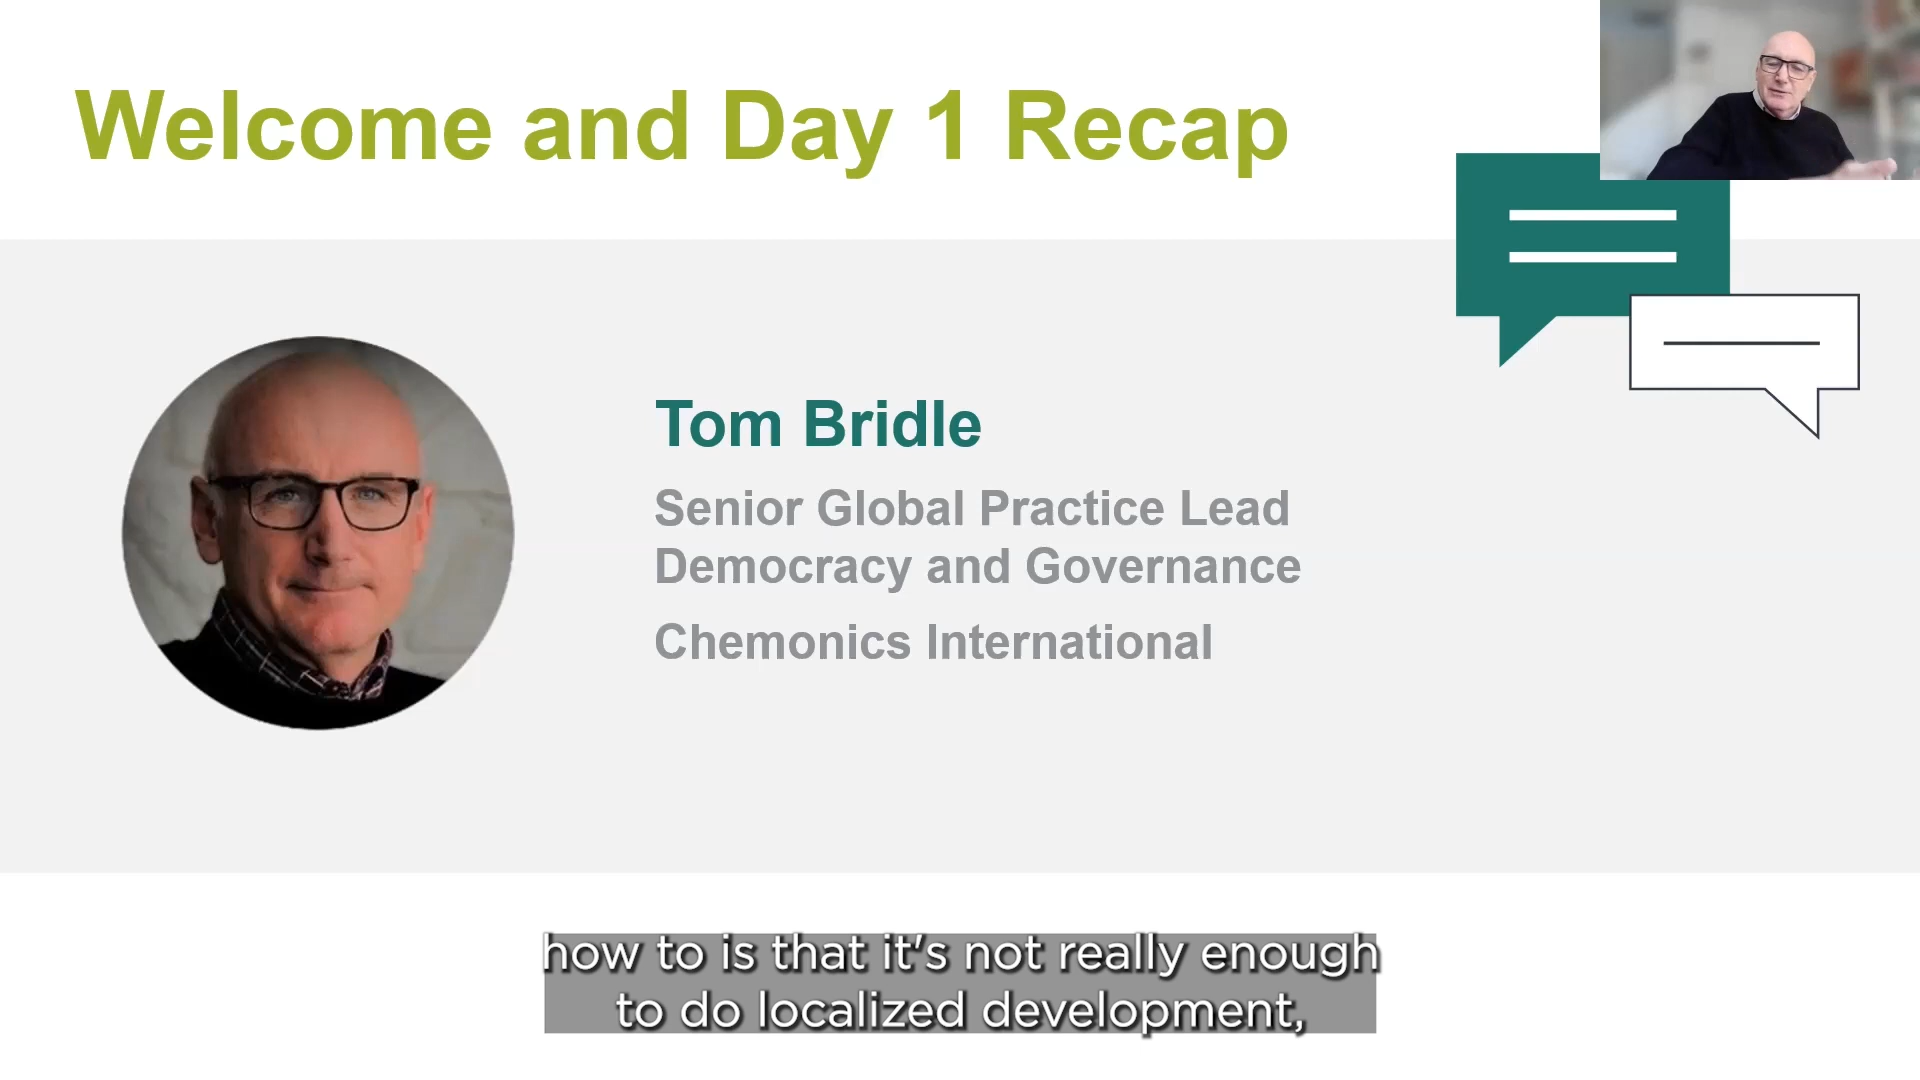 Welcome and Day 1 Recap
Tom Bridle
Senior Global Practice Lead
Democracy and Governance
Chemonics International
how to is that it's not really enough
to do localized development,